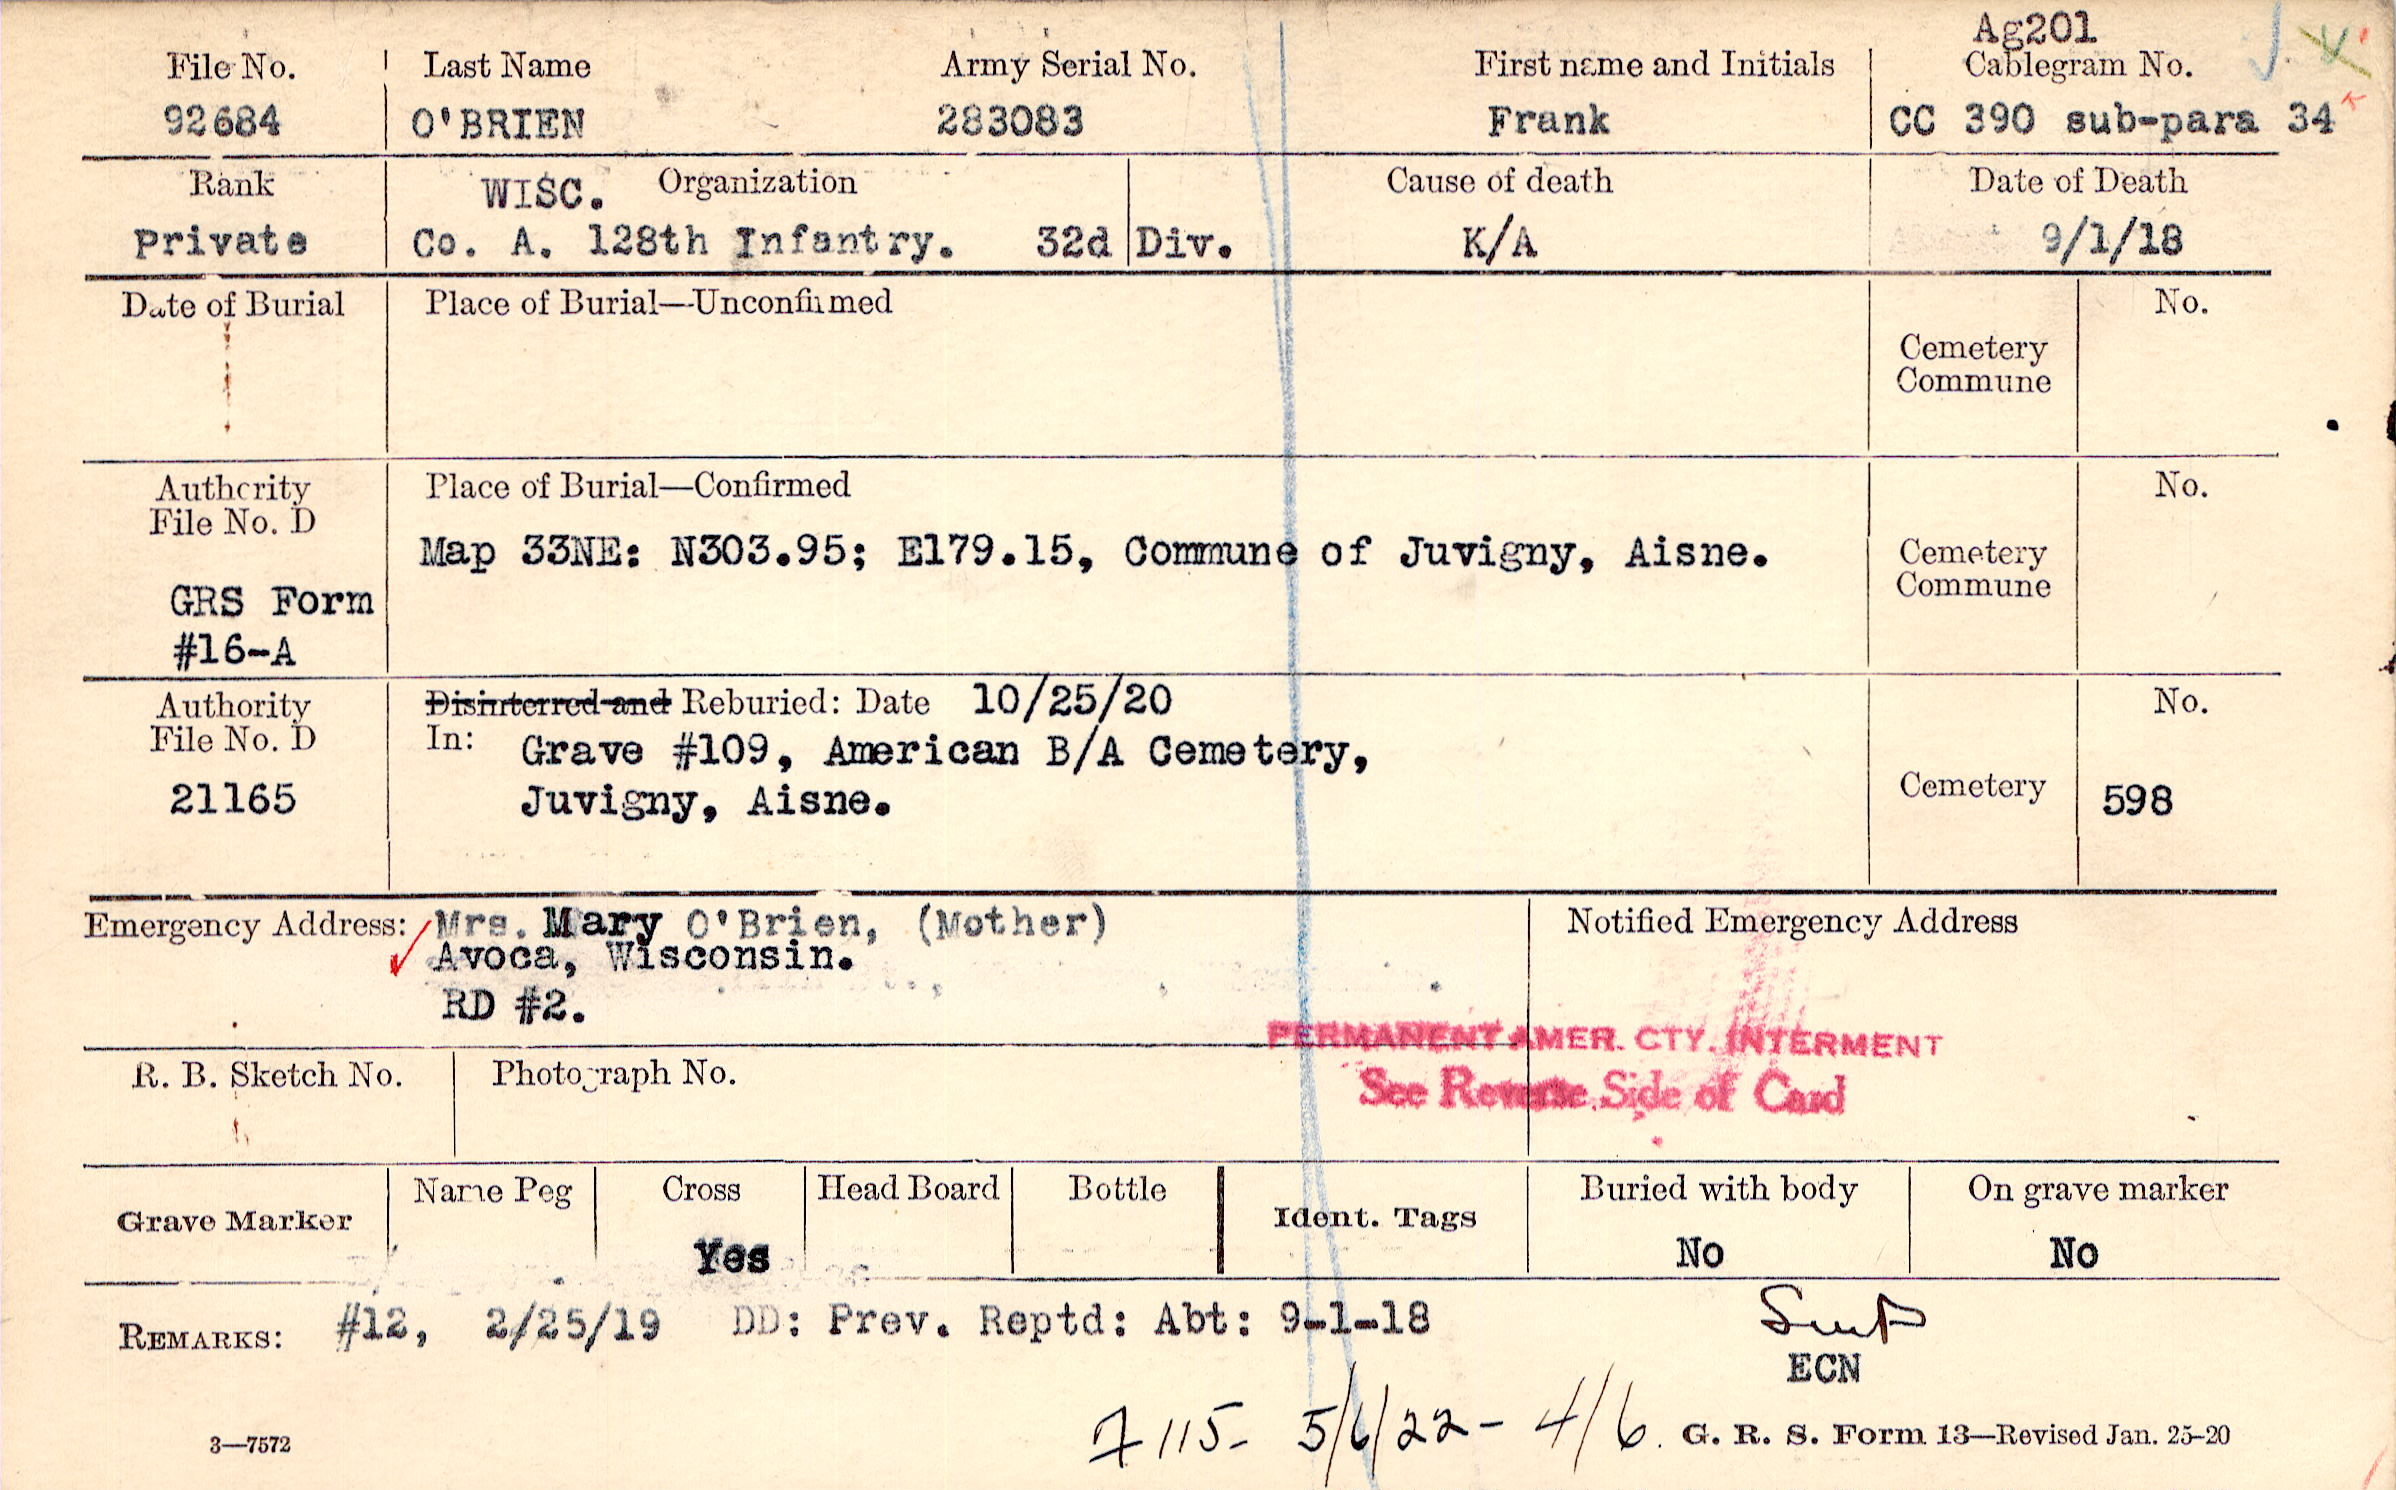 Ag201
File No. Last Name Army Serial No. First name and Initials Cablegram No.
92684 O'BRIEN 283083 Frank CC 390 sub-para 34
Rank WISC. Organization Cause of death Date of Death
Private Co. A. 128th Infantry. 32d Div. K/A 9/1/18
Date of Burial Place of Burial—Unconfirmed No.
Cemetery
Commune
Authority Place of Burial—Confirmed No.
File No. D
Map 33NE: N303.95; E179.15, Commune of Juvigny, Aisne. Cemetery
Commune
GRS Form
#16-A
Authority Disinterred and Reburied: Date 10/25/20 No.
File No. D In: Grave #109, American B/A Cemetery,
21165 Juvigny, Aisne. Cemetery 598
Emergency Address: Mrs. Mary O'Brien, (Mother) Notified Emergency Address
Avoca, Wisconsin.
RD #2.
PERMANENT AMER. CTY. INTERMENT
R. B. Sketch No. Photograph No. See Reverse Side of Card
Grave Marker Name Peg Cross Head Board Bottle Ident. Tags Buried with body On grave marker
Yes No No
REMARKS: #12, 2/25/19 DD: Prev. Reptd: Abt: 9-1-18
ECN
115- 5/6/22- 4/6. G. R. S. Form 13—Revised Jan. 25-20
3—7572